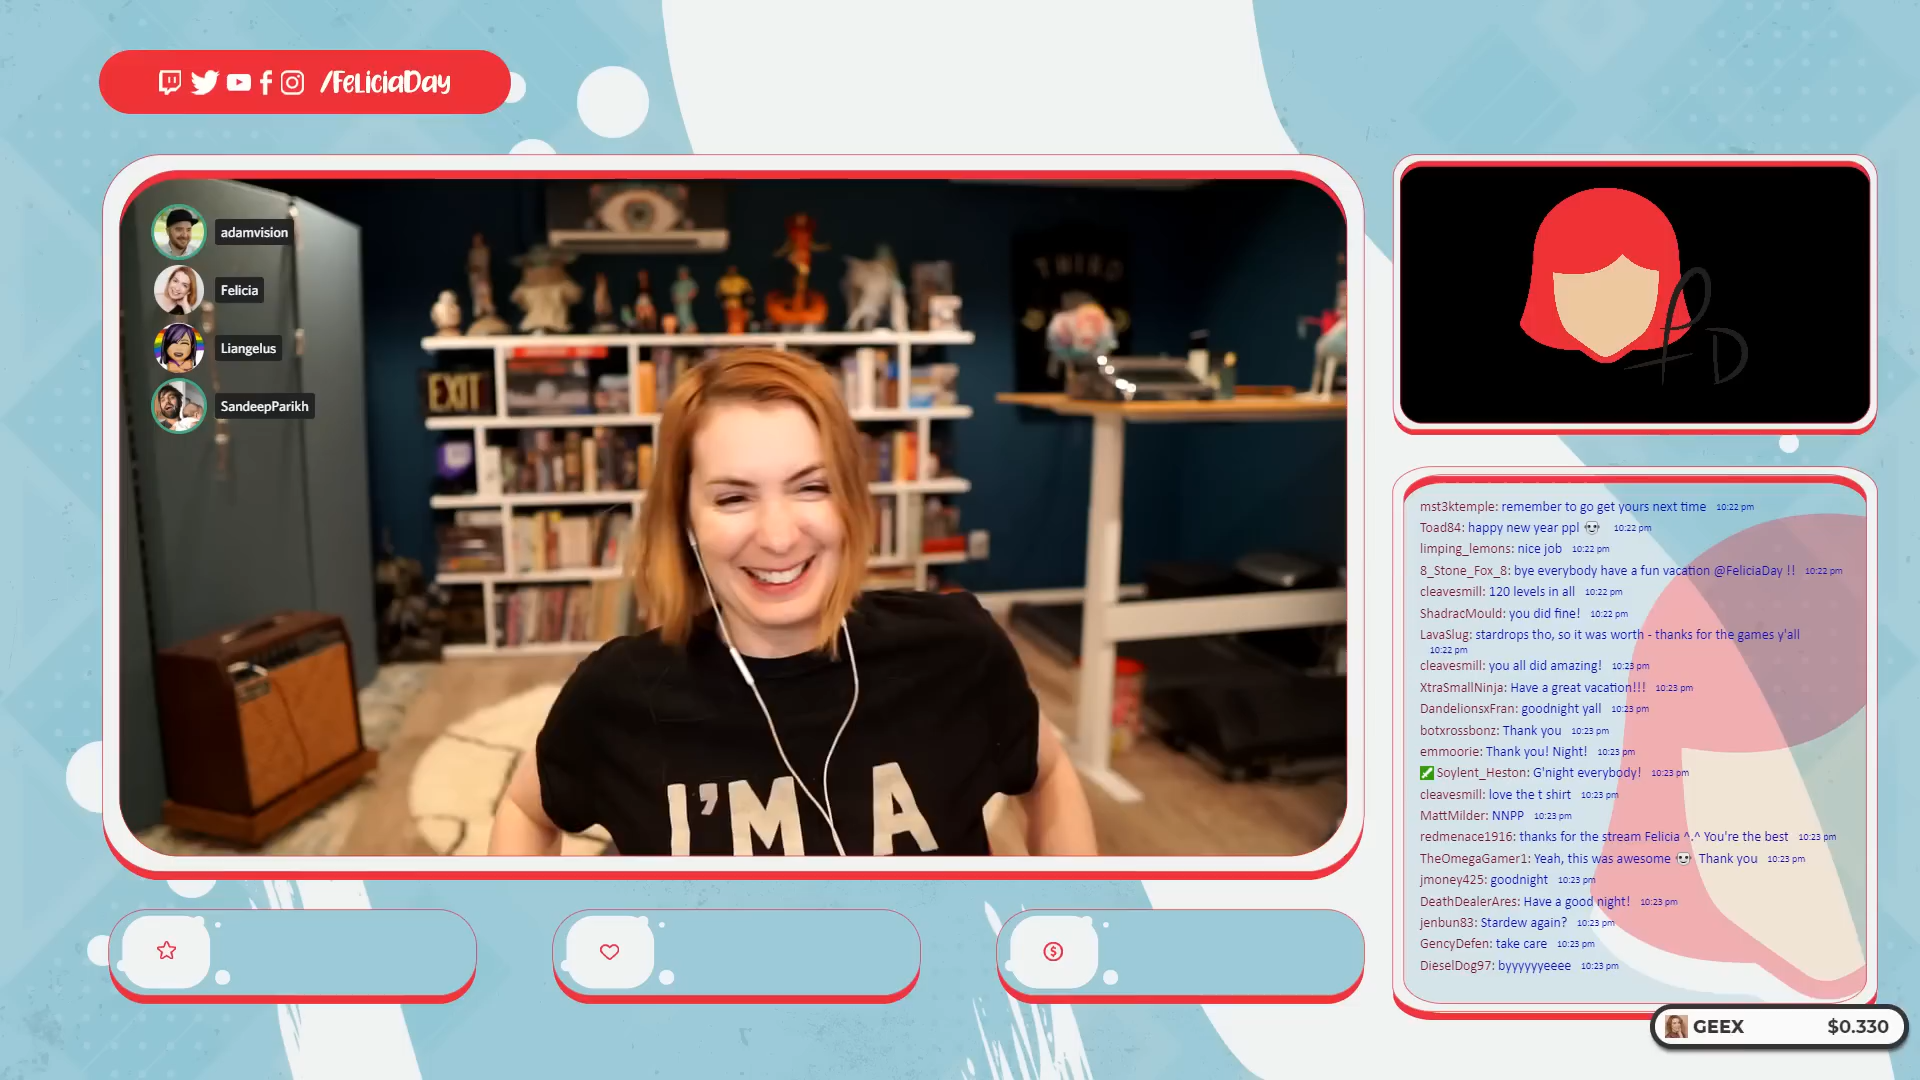 /FeliciaDay
adamvision
Felicia
Liangelus
SandeepParikh
THIRD
EXIT
I'M A
mst3ktemple: remember to go get yours next time 10:22 pm
Toad84: happy new year ppl 10:22 pm
limping_lemons: nice job 10:22 pm
8_Stone_Fox_8: bye everybody have a fun vacation @FeliciaDay !! 10:22 pm
cleavesmill: 120 levels in all 10:22 pm
ShadracMould: you did fine! 10:22 pm
LavaSlug: stardrops tho, so it was worth - thanks for the games y'all
10:22 pm
cleavesmill: you all did amazing! 10:23 pm
XtraSmallNinja: Have a great vacation!!! 10:23 pm
DandelionsxFran: goodnight yall 10:23 pm
botxrossbonz: Thank you 10:23 pm
emmoorie: Thank you! Night! 10:23 pm
Soylent_Heston: G'night everybody! 10:23 pm
cleavesmill: love the t shirt 10:23 pm
MattMilder: NNPP 10:23 pm
redmenace1916: thanks for the stream Felicia ^.^ You're the best 10:23 pm
TheOmegaGamer1: Yeah, this was awesome Thank you 10:23 pm
jmoney425: goodnight 10:23 pm
DeathDealerAres: Have a good night! 10:23 pm
jenbun83: Stardew again? 10:23 pm
GencyDefen: take care 10:23 pm
DieselDog97: byyyyyyeeee 10:23 pm
GEEX $0.330